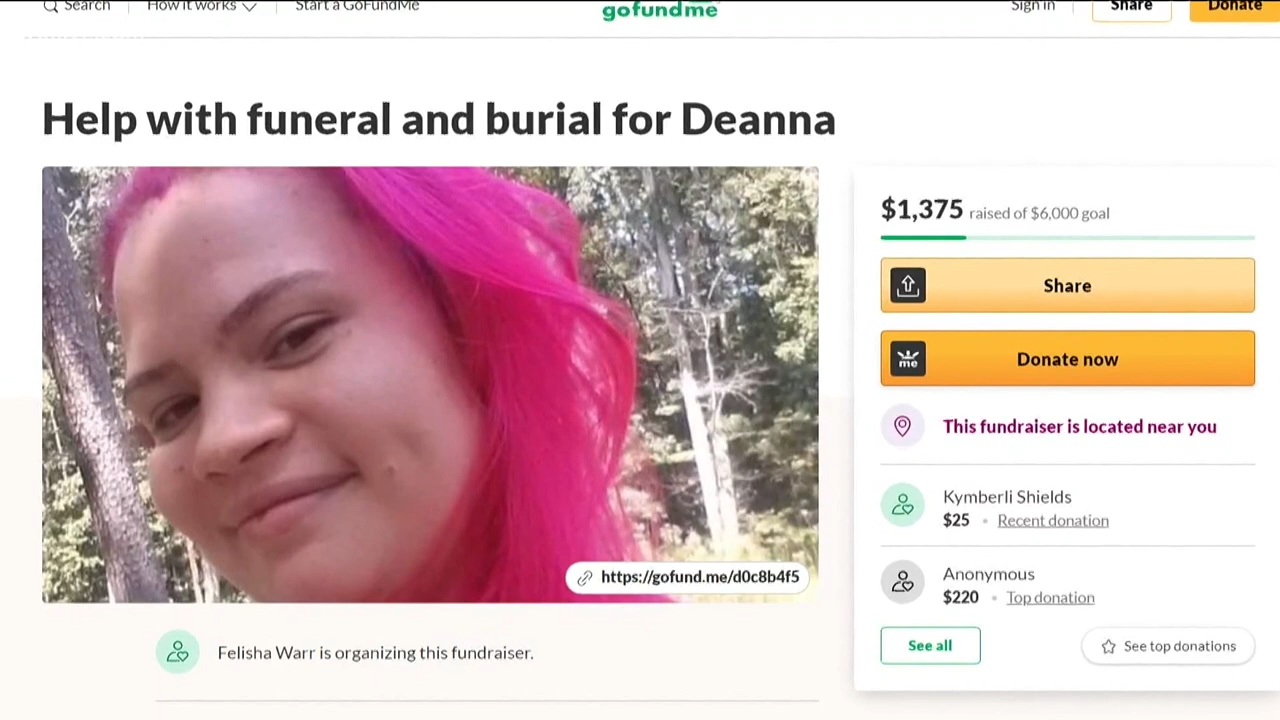 Search
How it works
Start a GoFundMe
gofundme
Sign in
Share
Donate
Help with funeral and burial for Deanna
$1,375 raised of $6,000 goal
Share
me
Donate now
This fundraiser is located near you
Kymberli Shields
$25 • Recent donation
Anonymous
$220 • Top donation
https://gofund.me/d0c8b4f5
See all
See top donations
Felisha Warr is organizing this fundraiser.